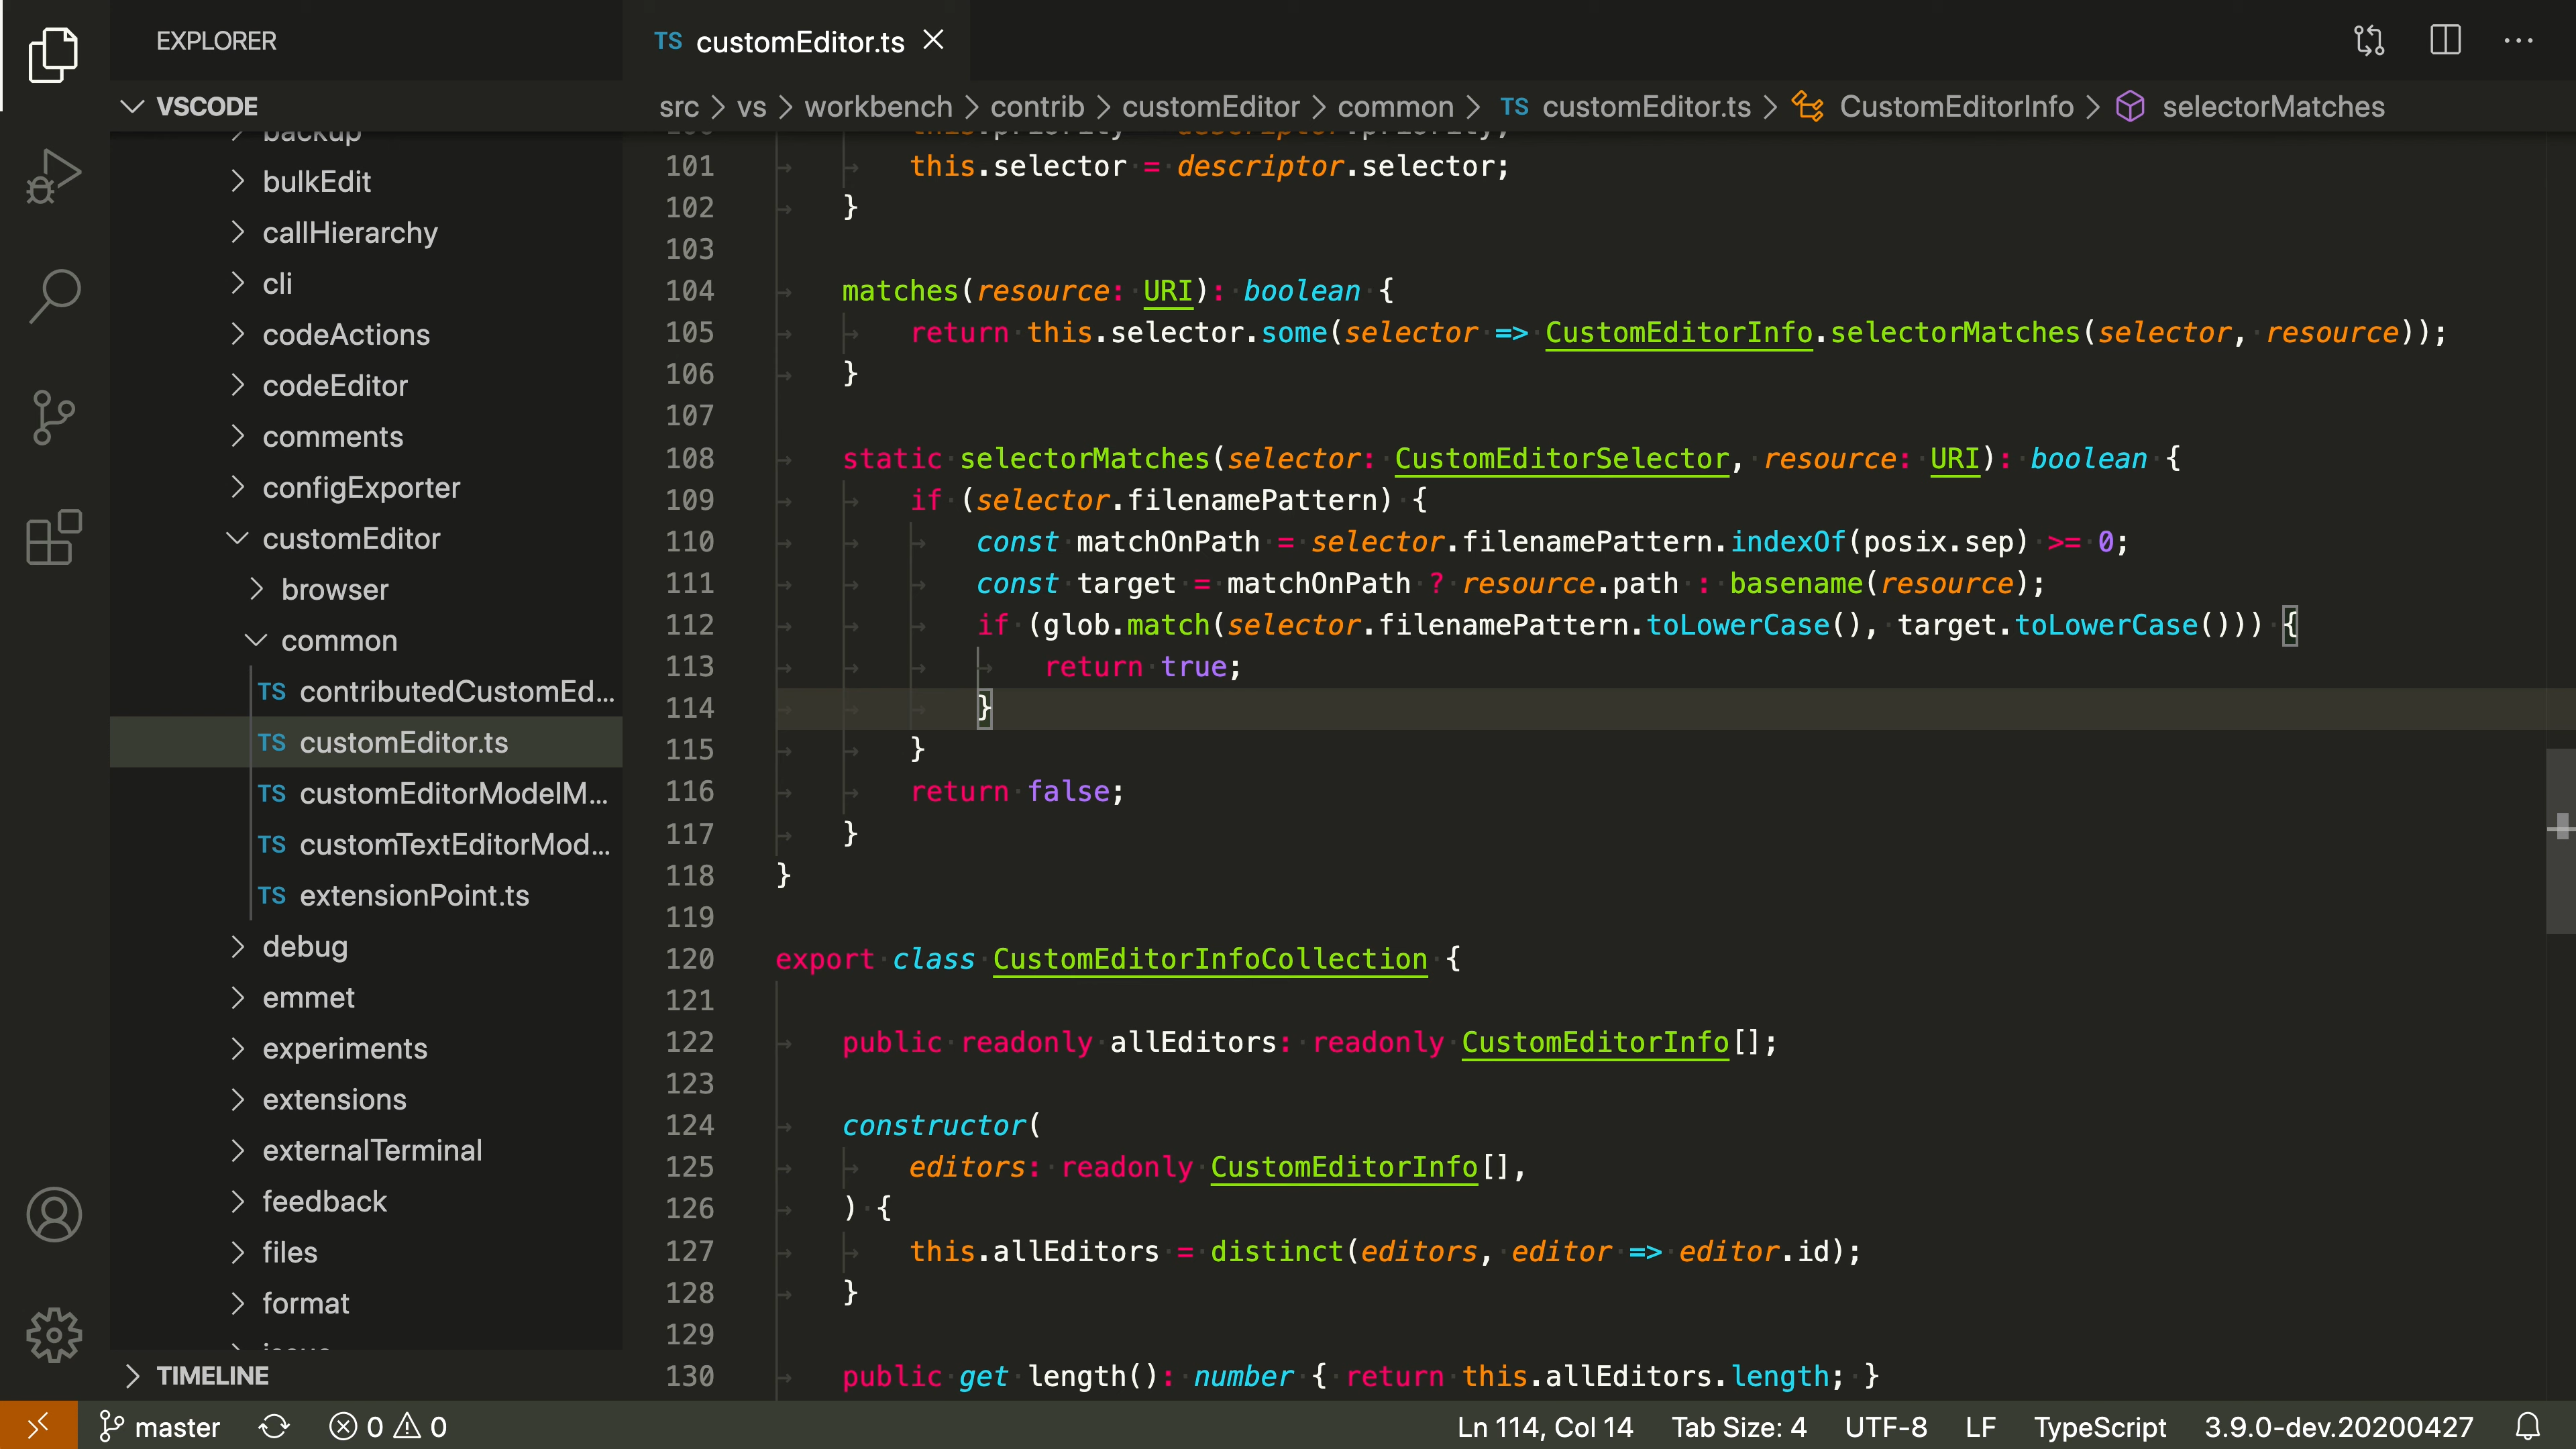 EXPLORER
VSCODE
backup
bulkEdit
callHierarchy
cli
codeActions
codeEditor
comments
configExporter
customEditor
browser
common
TS contributedCustomEd...
TS customEditor.ts
TS customEditorModelM...
TS customTextEditorMod...
TS extensionPoint.ts
debug
emmet
experiments
extensions
externalTerminal
feedback
files
format
issue
TIMELINE
TS customEditor.ts
src > vs > workbench > contrib > customEditor > common > TS customEditor.ts > CustomEditorInfo > selectorMatches
100 this.priority = descriptor.priority;
101 this.selector = descriptor.selector;
102 }
103
104 matches(resource: URI): boolean {
105 return this.selector.some(selector => CustomEditorInfo.selectorMatches(selector, resource));
106 }
107
108 static selectorMatches(selector: CustomEditorSelector, resource: URI): boolean {
109 if (selector.filenamePattern) {
110 const matchOnPath = selector.filenamePattern.indexOf(posix.sep) >= 0;
111 const target = matchOnPath ? resource.path : basename(resource);
112 if (glob.match(selector.filenamePattern.toLowerCase(), target.toLowerCase())) {
113 return true;
114 }
115 }
116 return false;
117 }
118 }
119
120 export class CustomEditorInfoCollection {
121
122 public readonly allEditors: readonly CustomEditorInfo[];
123
124 constructor(
125 editors: readonly CustomEditorInfo[],
126 ) {
127 this.allEditors = distinct(editors, editor => editor.id);
128 }
129
130 public get length(): number { return this.allEditors.length; }
master 0 0 Ln 114, Col 14 Tab Size: 4 UTF-8 LF TypeScript 3.9.0-dev.20200427